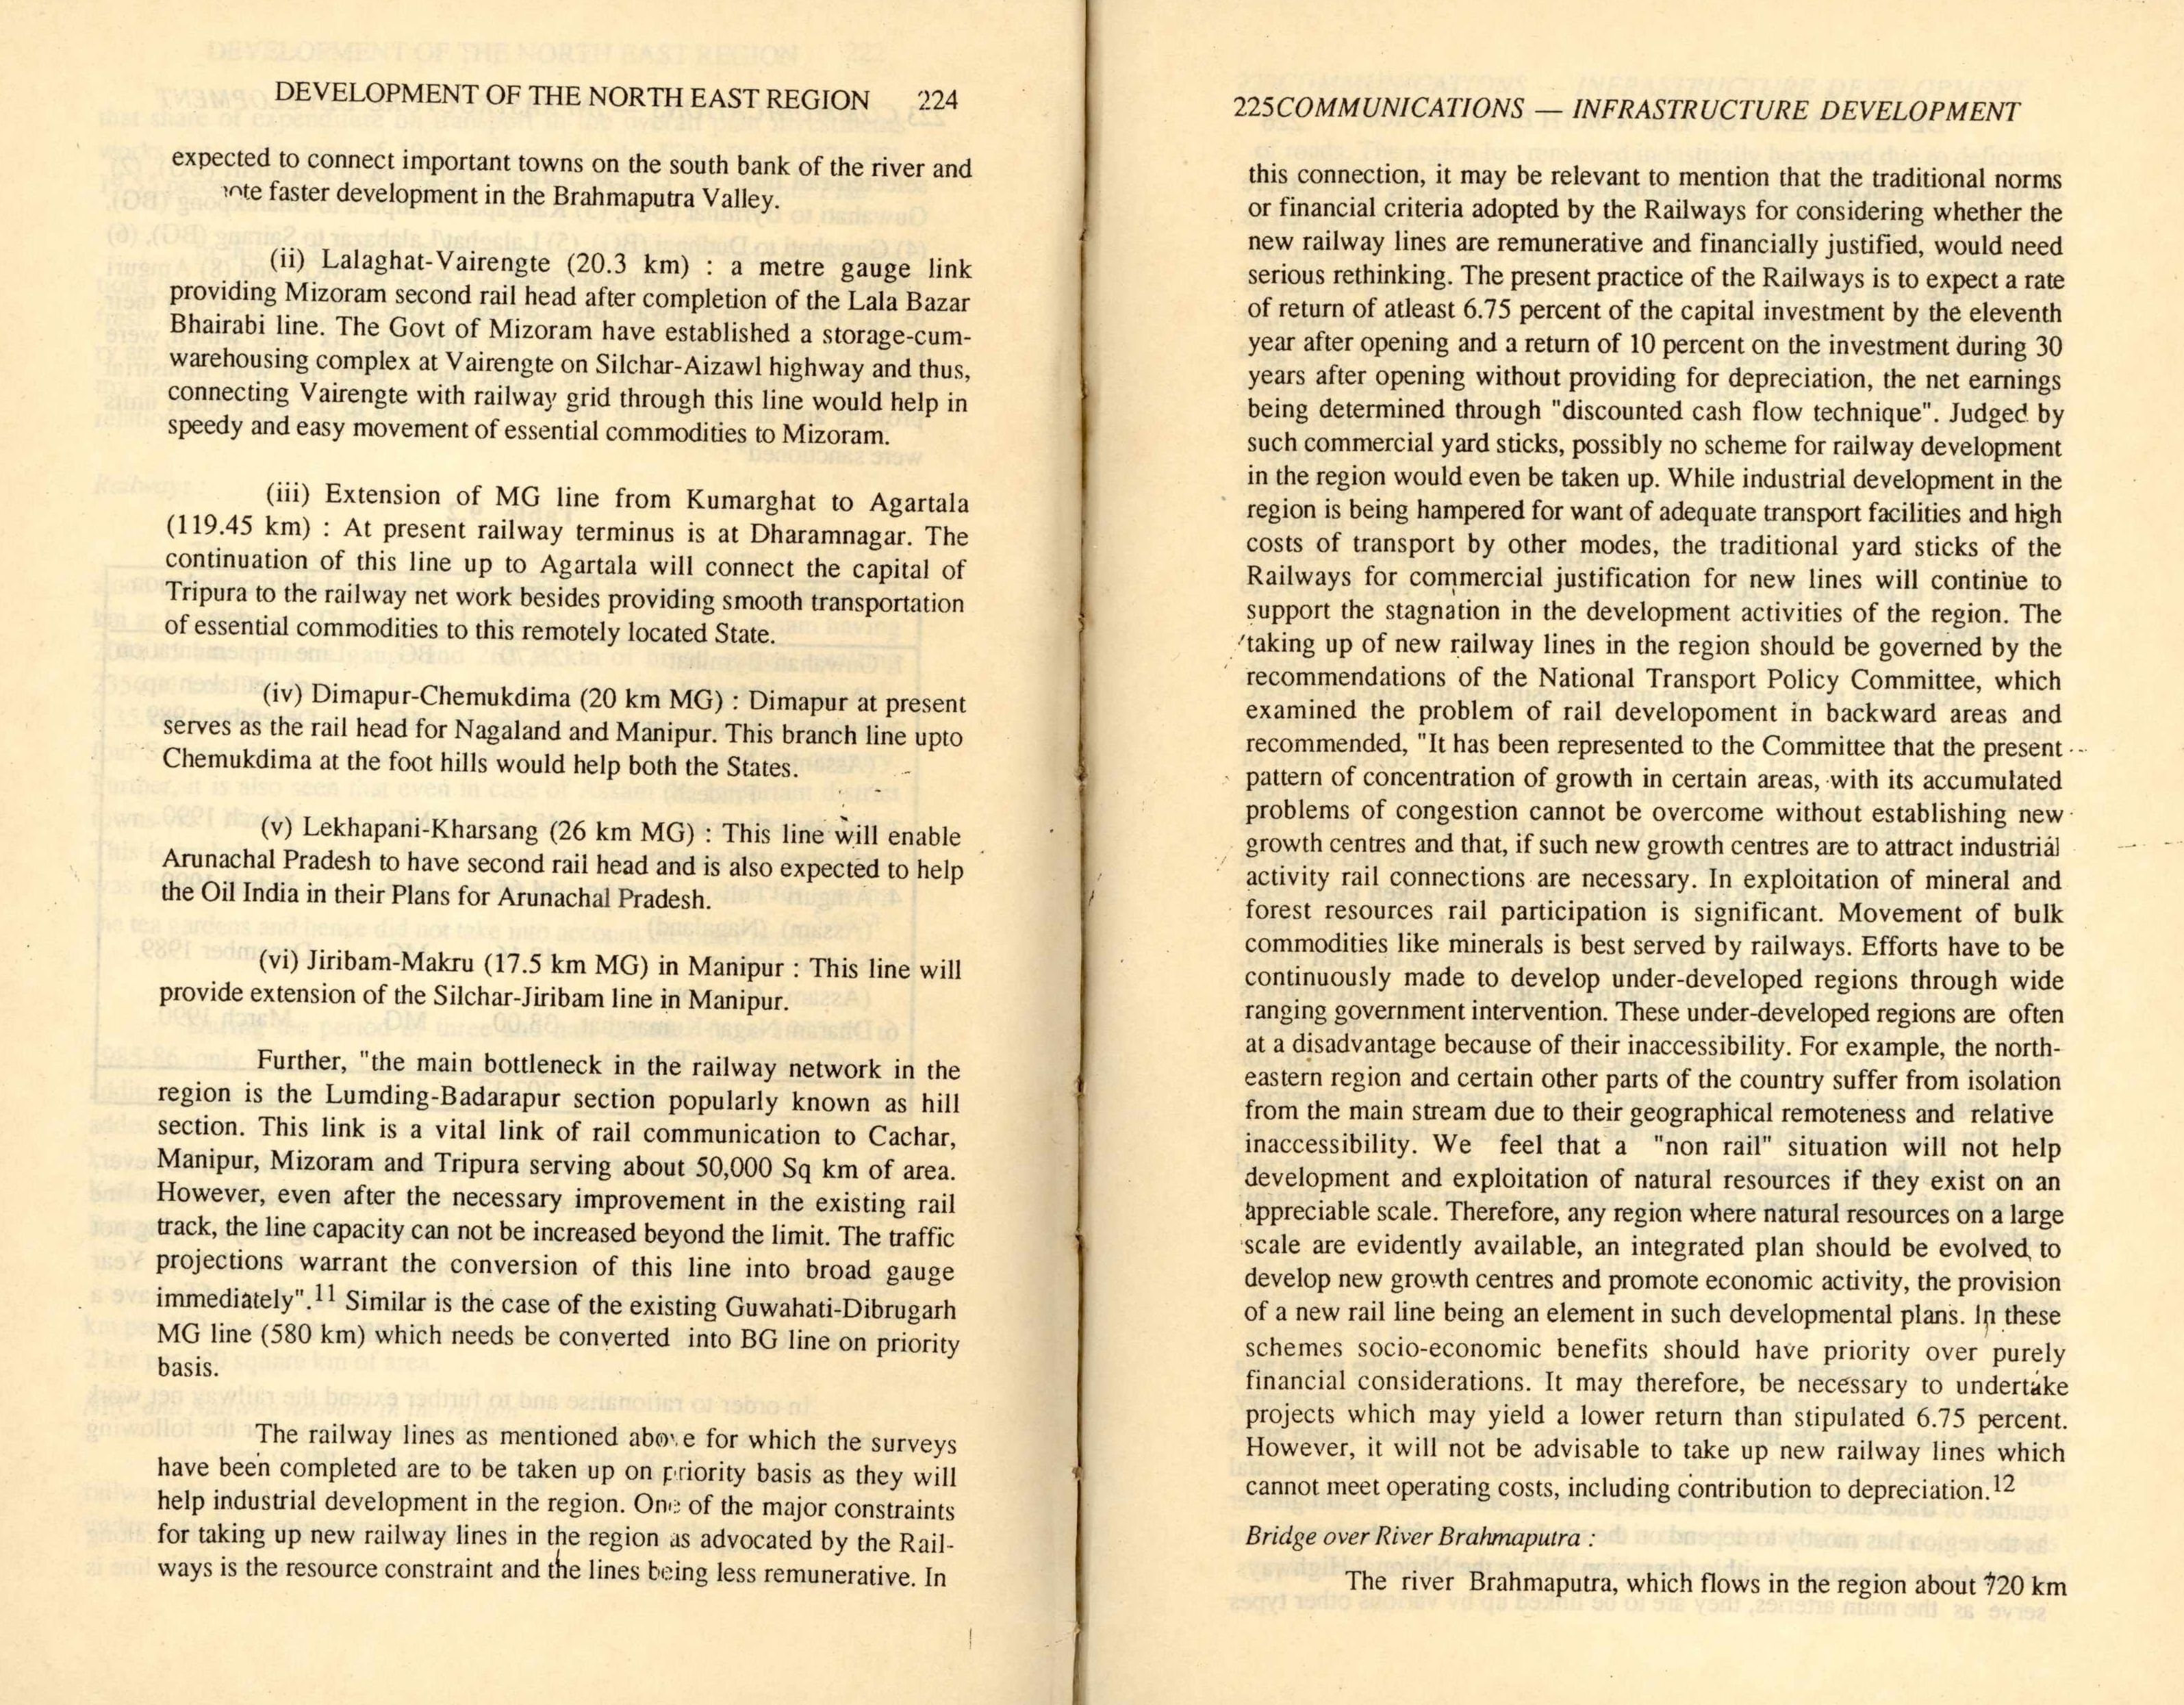 DEVELOPMENT OF THE NORTH EAST REGION 224
expected to connect important towns on the south bank of the river and
faster development in the Brahmaputra Valley.
(ii) Lalaghat-Vairengte (20.3 km) : a metre gauge link
providing Mizoram second rail head after completion of the Lala Bazar
Bhairabi line. The Govt of Mizoram have established a storage-cum-
warehousing complex at Vairengte on Silchar-Aizawl highway and thus,
connecting Vairengte with railway grid through this line would help in
speedy and easy movement of essential commodities to Mizoram.
(iii) Extension of MG line from Kumarghat to Agartala
(119.45 km) : At present railway terminus is at Dharamnagar. The
continuation of this line up to Agartala will connect the capital of
Tripura to the railway net work besides providing smooth transportation
of essential commodities to this remotely located State.
(iv) Dimapur-Chemukdima (20 km MG) : Dimapur at present
serves as the rail head for Nagaland and Manipur. This branch line upto
Chemukdima at the foot hills would help both the States.
(v) Lekhapani-Kharsang (26 km MG) : This line will enable
Arunachal Pradesh to have second rail head and is also expected to help
the Oil India in their Plans for Arunachal Pradesh.
(vi) Jiribam-Makru (17.5 km MG) in Manipur : This line will
provide extension of the Silchar-Jiribam line in Manipur.
Further, "the main bottleneck in the railway network in the
region is the Lumding-Badarapur section popularly known as hill
section. This link is a vital link of rail communication to Cachar,
Manipur, Mizoram and Tripura serving about 50,000 Sq km of area.
However, even after the necessary improvement in the existing rail
track, the line capacity can not be increased beyond the limit. The traffic
projections warrant the conversion of this line into broad gauge
immediately".11 Similar is the case of the existing Guwahati-Dibrugarh
MG line (580 km) which needs be converted into BG line on priority
basis.
The railway lines as mentioned above for which the surveys
have been completed are to be taken up on priority basis as they will
help industrial development in the region. One of the major constraints
for taking up new railway lines in the region as advocated by the Rail-
ways is the resource constraint and the lines being less remunerative. In
225COMMUNICATIONS — INFRASTRUCTURE DEVELOPMENT
this connection, it may be relevant to mention that the traditional norms
or financial criteria adopted by the Railways for considering whether the
new railway lines are remunerative and financially justified, would need
serious rethinking. The present practice of the Railways is to expect a rate
of return of atleast 6.75 percent of the capital investment by the eleventh
year after opening and a return of 10 percent on the investment during 30
years after opening without providing for depreciation, the net earnings
being determined through "discounted cash flow technique". Judged by
such commercial yard sticks, possibly no scheme for railway development
in the region would even be taken up. While industrial development in the
region is being hampered for want of adequate transport facilities and high
costs of transport by other modes, the traditional yard sticks of the
Railways for commercial justification for new lines will continue to
support the stagnation in the development activities of the region. The
taking up of new railway lines in the region should be governed by the
recommendations of the National Transport Policy Committee, which
examined the problem of rail developoment in backward areas and
recommended, "It has been represented to the Committee that the present
pattern of concentration of growth in certain areas, with its accumulated
problems of congestion cannot be overcome without establishing new
growth centres and that, if such new growth centres are to attract industrial
activity rail connections are necessary. In exploitation of mineral and
forest resources rail participation is significant. Movement of bulk
commodities like minerals is best served by railways. Efforts have to be
continuously made to develop under-developed regions through wide
ranging government intervention. These under-developed regions are often
at a disadvantage because of their inaccessibility. For example, the north-
eastern region and certain other parts of the country suffer from isolation
from the main stream due to their geographical remoteness and relative
inaccessibility. We feel that a "non rail" situation will not help
development and exploitation of natural resources if they exist on an
appreciable scale. Therefore, any region where natural resources on a large
scale are evidently available, an integrated plan should be evolved to
develop new growth centres and promote economic activity, the provision
of a new rail line being an element in such developmental plans. In these
schemes socio-economic benefits should have priority over purely
financial considerations. It may therefore, be necessary to undertake
projects which may yield a lower return than stipulated 6.75 percent.
However, it will not be advisable to take up new railway lines which
cannot meet operating costs, including contribution to depreciation.12
Bridge over River Brahmaputra :
The river Brahmaputra, which flows in the region about 720 km